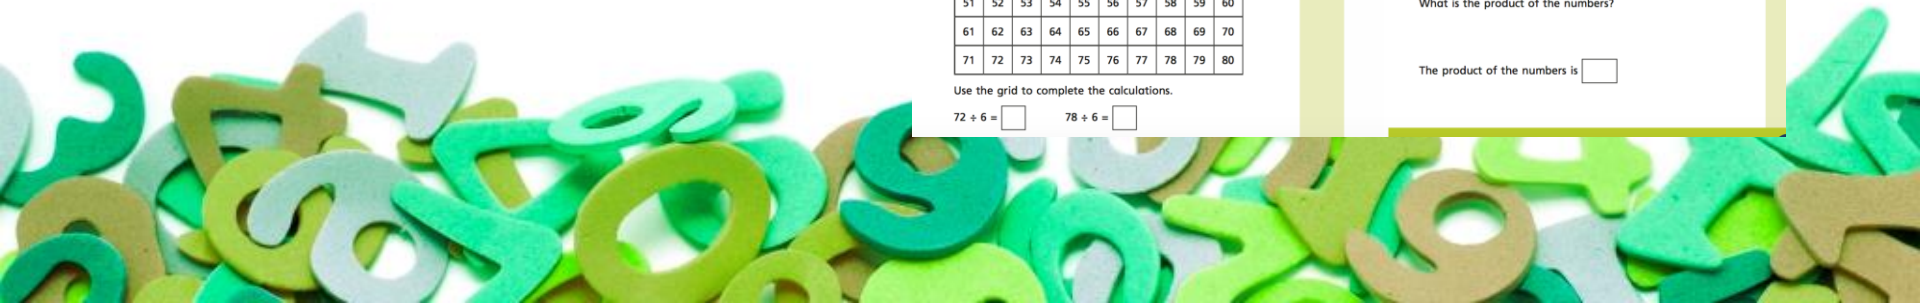 51 52 53 54 55 56 57 58 59 60
61 62 63 64 65 66 67 68 69 70
71 72 73 74 75 76 77 78 79 80
Use the grid to complete the calculations.
72 ÷ 6 =
78 ÷ 6 =
What is the product of the numbers?
The product of the numbers is